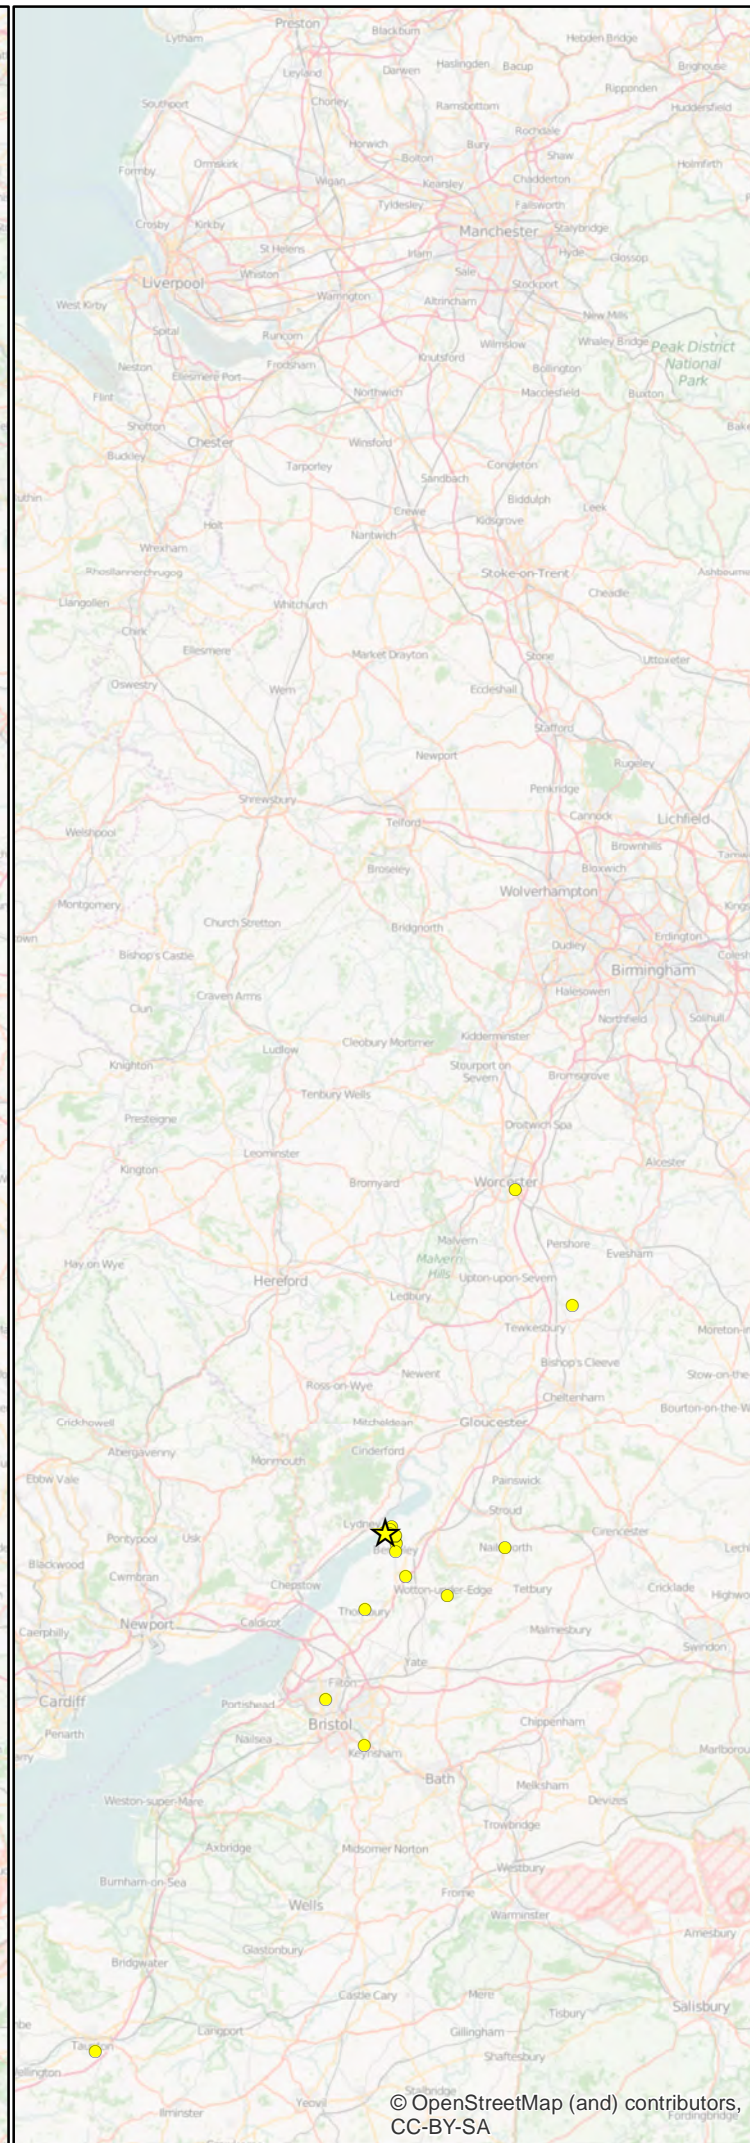 Preston
Blackburn
Lytham
Hebden Bridge
Leyland
Darwen
Haslingden
Bacup
Brighouse
Ripponden
Southport
Chorley
Ramsbottom
Huddersfield
Rochdale
Horwich
Bury
Shaw
Formby
Ormskirk
Bolton
Holmfirth
Wigan
Kearsley
Chadderton
Tyldesley
Failsworth
Crosby
Kirkby
Manchester
Stalybridge
St Helens
Irlam
Hyde
Glossop
Whiston
Sale
Liverpool
Stockport
Warrington
Altrincham
West Kirby
New Mills
Spital
Runcorn
Wilmslow
Whaley Bridge
Peak District
National
Park
Neston
Frodsham
Knutsford
Bollington
Ellesmere Port
Northwich
Macclesfield
Buxton
Flint
Shotton
Chester
Winsford
Buckley
Tarporley
Congleton
Sandbach
Biddulph
Leek
Crewe
Kidsgrove
Holt
Nantwich
Wrexham
Rhosllannerchrugog
Stoke-on-Trent
Cheadle
Llangollen
Whitchurch
Chirk
Ellesmere
Market Drayton
Stone
Uttoxeter
Oswestry
Wem
Eccleshall
Stafford
Newport
Rugeley
Penkridge
Shrewsbury
Cannock
Lichfield
Telford
Welshpool
Brownhills
Broseley
Bloxwich
Wolverhampton
Montgomery
Church Stretton
Bridgnorth
Erdington
Dudley
Bishop's Castle
Birmingham
Craven Arms
Halesowen
Clun
Northfield
Solihull
Kidderminster
Ludlow
Cleobury Mortimer
Knighton
Stourport on
Severn
Bromsgrove
Tenbury Wells
Presteigne
Droitwich Spa
Leominster
Alcester
Kington
Bromyard
Worcester
Malvern
Pershore
Evesham
Hay on Wye
Malvern
Hills
Hereford
Upton-upon-Severn
Ledbury
Tewkesbury
Bishop's Cleeve
Newent
Ross-on-Wye
Cheltenham
Crickhowell
Mitcheldean
Gloucester
Abergavenny
Monmouth
Cinderford
Ebbw Vale
Painswick
Stroud
Lydney
Pontypool
Usk
Cirencester
Blackwood
Cwmbran
Chepstow
Wotton-under-Edge
Tetbury
Cricklade
Newport
Caldicot
Malmesbury
Caerphilly
Swindon
Yate
Filton
Cardiff
Portishead
Bristol
Chippenham
Penarth
Nailsea
Keynsham
Bath
Melksham
Weston-super-Mare
Devizes
Trowbridge
Axbridge
Midsomer Norton
Westbury
Burnham-on-Sea
Frome
Wells
Warminster
Amesbury
Glastonbury
Bridgwater
Castle Cary
Mere
Salisbury
Tisbury
Langport
Gillingham
Shaftesbury
Ilminster
Yeovil
© OpenStreetMap (and) contributors,
CC-BY-SA
Fordingbridge